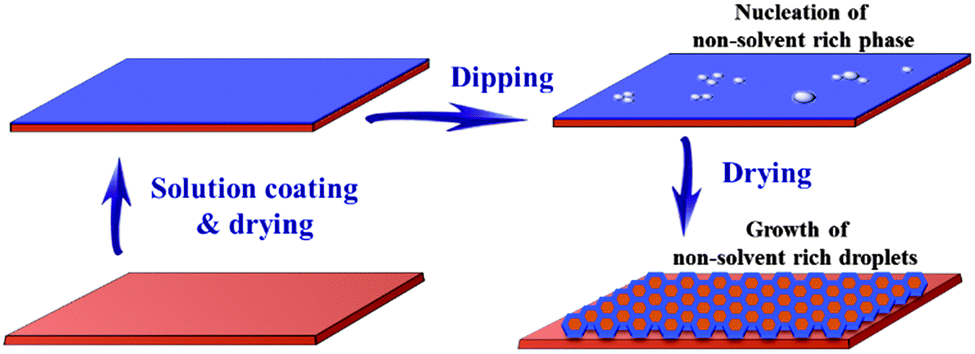 Nucleation of
non-solvent rich phase
Dipping
Solution coating
& drying
Drying
Growth of
non-solvent rich droplets